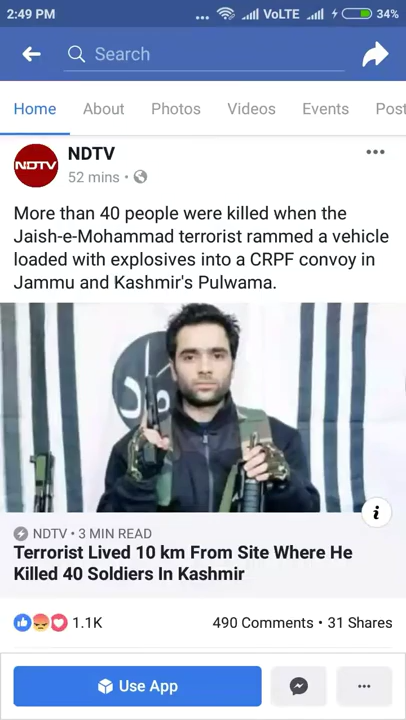 2:49 PM ... VoLTE 34%
Search
Home About Photos Videos Events Post
NDTV NDTV
52 mins •
More than 40 people were killed when the
Jaish-e-Mohammad terrorist rammed a vehicle
loaded with explosives into a CRPF convoy in
Jammu and Kashmir's Pulwama.
i
NDTV • 3 MIN READ
Terrorist Lived 10 km From Site Where He
Killed 40 Soldiers In Kashmir
1.1K 490 Comments • 31 Shares
Use App